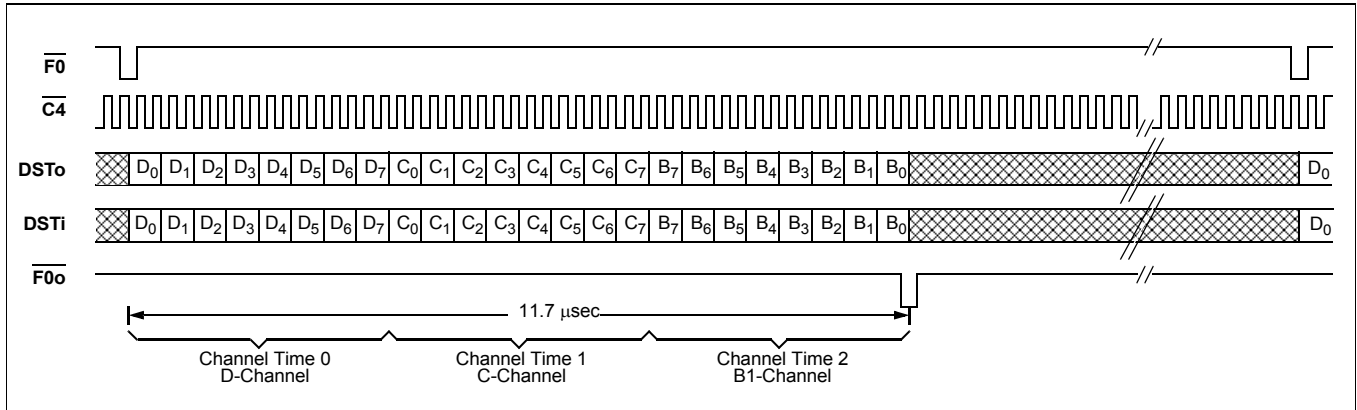 F0
C4
DSTo D0 D1 D2 D3 D4 D5 D6 D7 C0 C1 C2 C3 C4 C5 C6 C7 B7 B6 B5 B4 B3 B2 B1 B0 D0
DSTi D0 D1 D2 D3 D4 D5 D6 D7 C0 C1 C2 C3 C4 C5 C6 C7 B7 B6 B5 B4 B3 B2 B1 B0 D0
F0o
11.7 µsec
Channel Time 0 Channel Time 1 Channel Time 2
D-Channel C-Channel B1-Channel